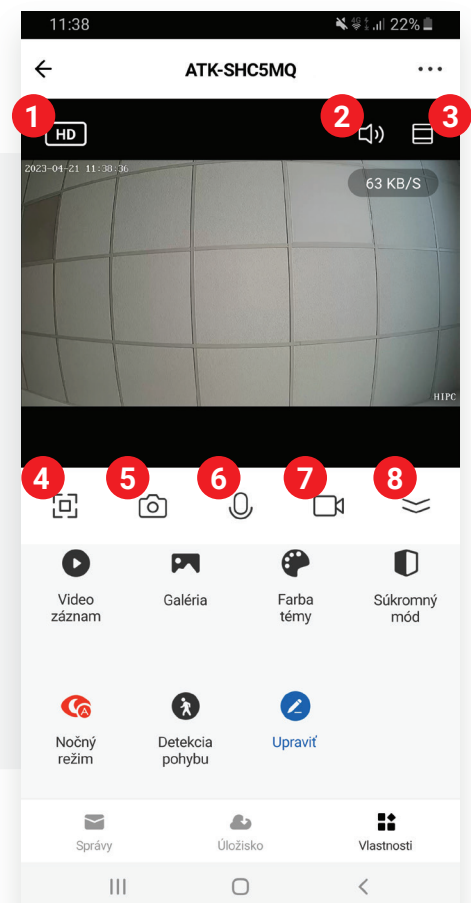 11:38 4G 22%
ATK-SHC5MQ
1 2 3
HD
2023-04-21 11:38:36
63 KB/S
HIPC
4 5 6 7 8
Video záznam
Galéria
Farba témy
Súkromný mód
Nočný režim
Detekcia pohybu
Upraviť
Správy
Úložisko
Vlastnosti